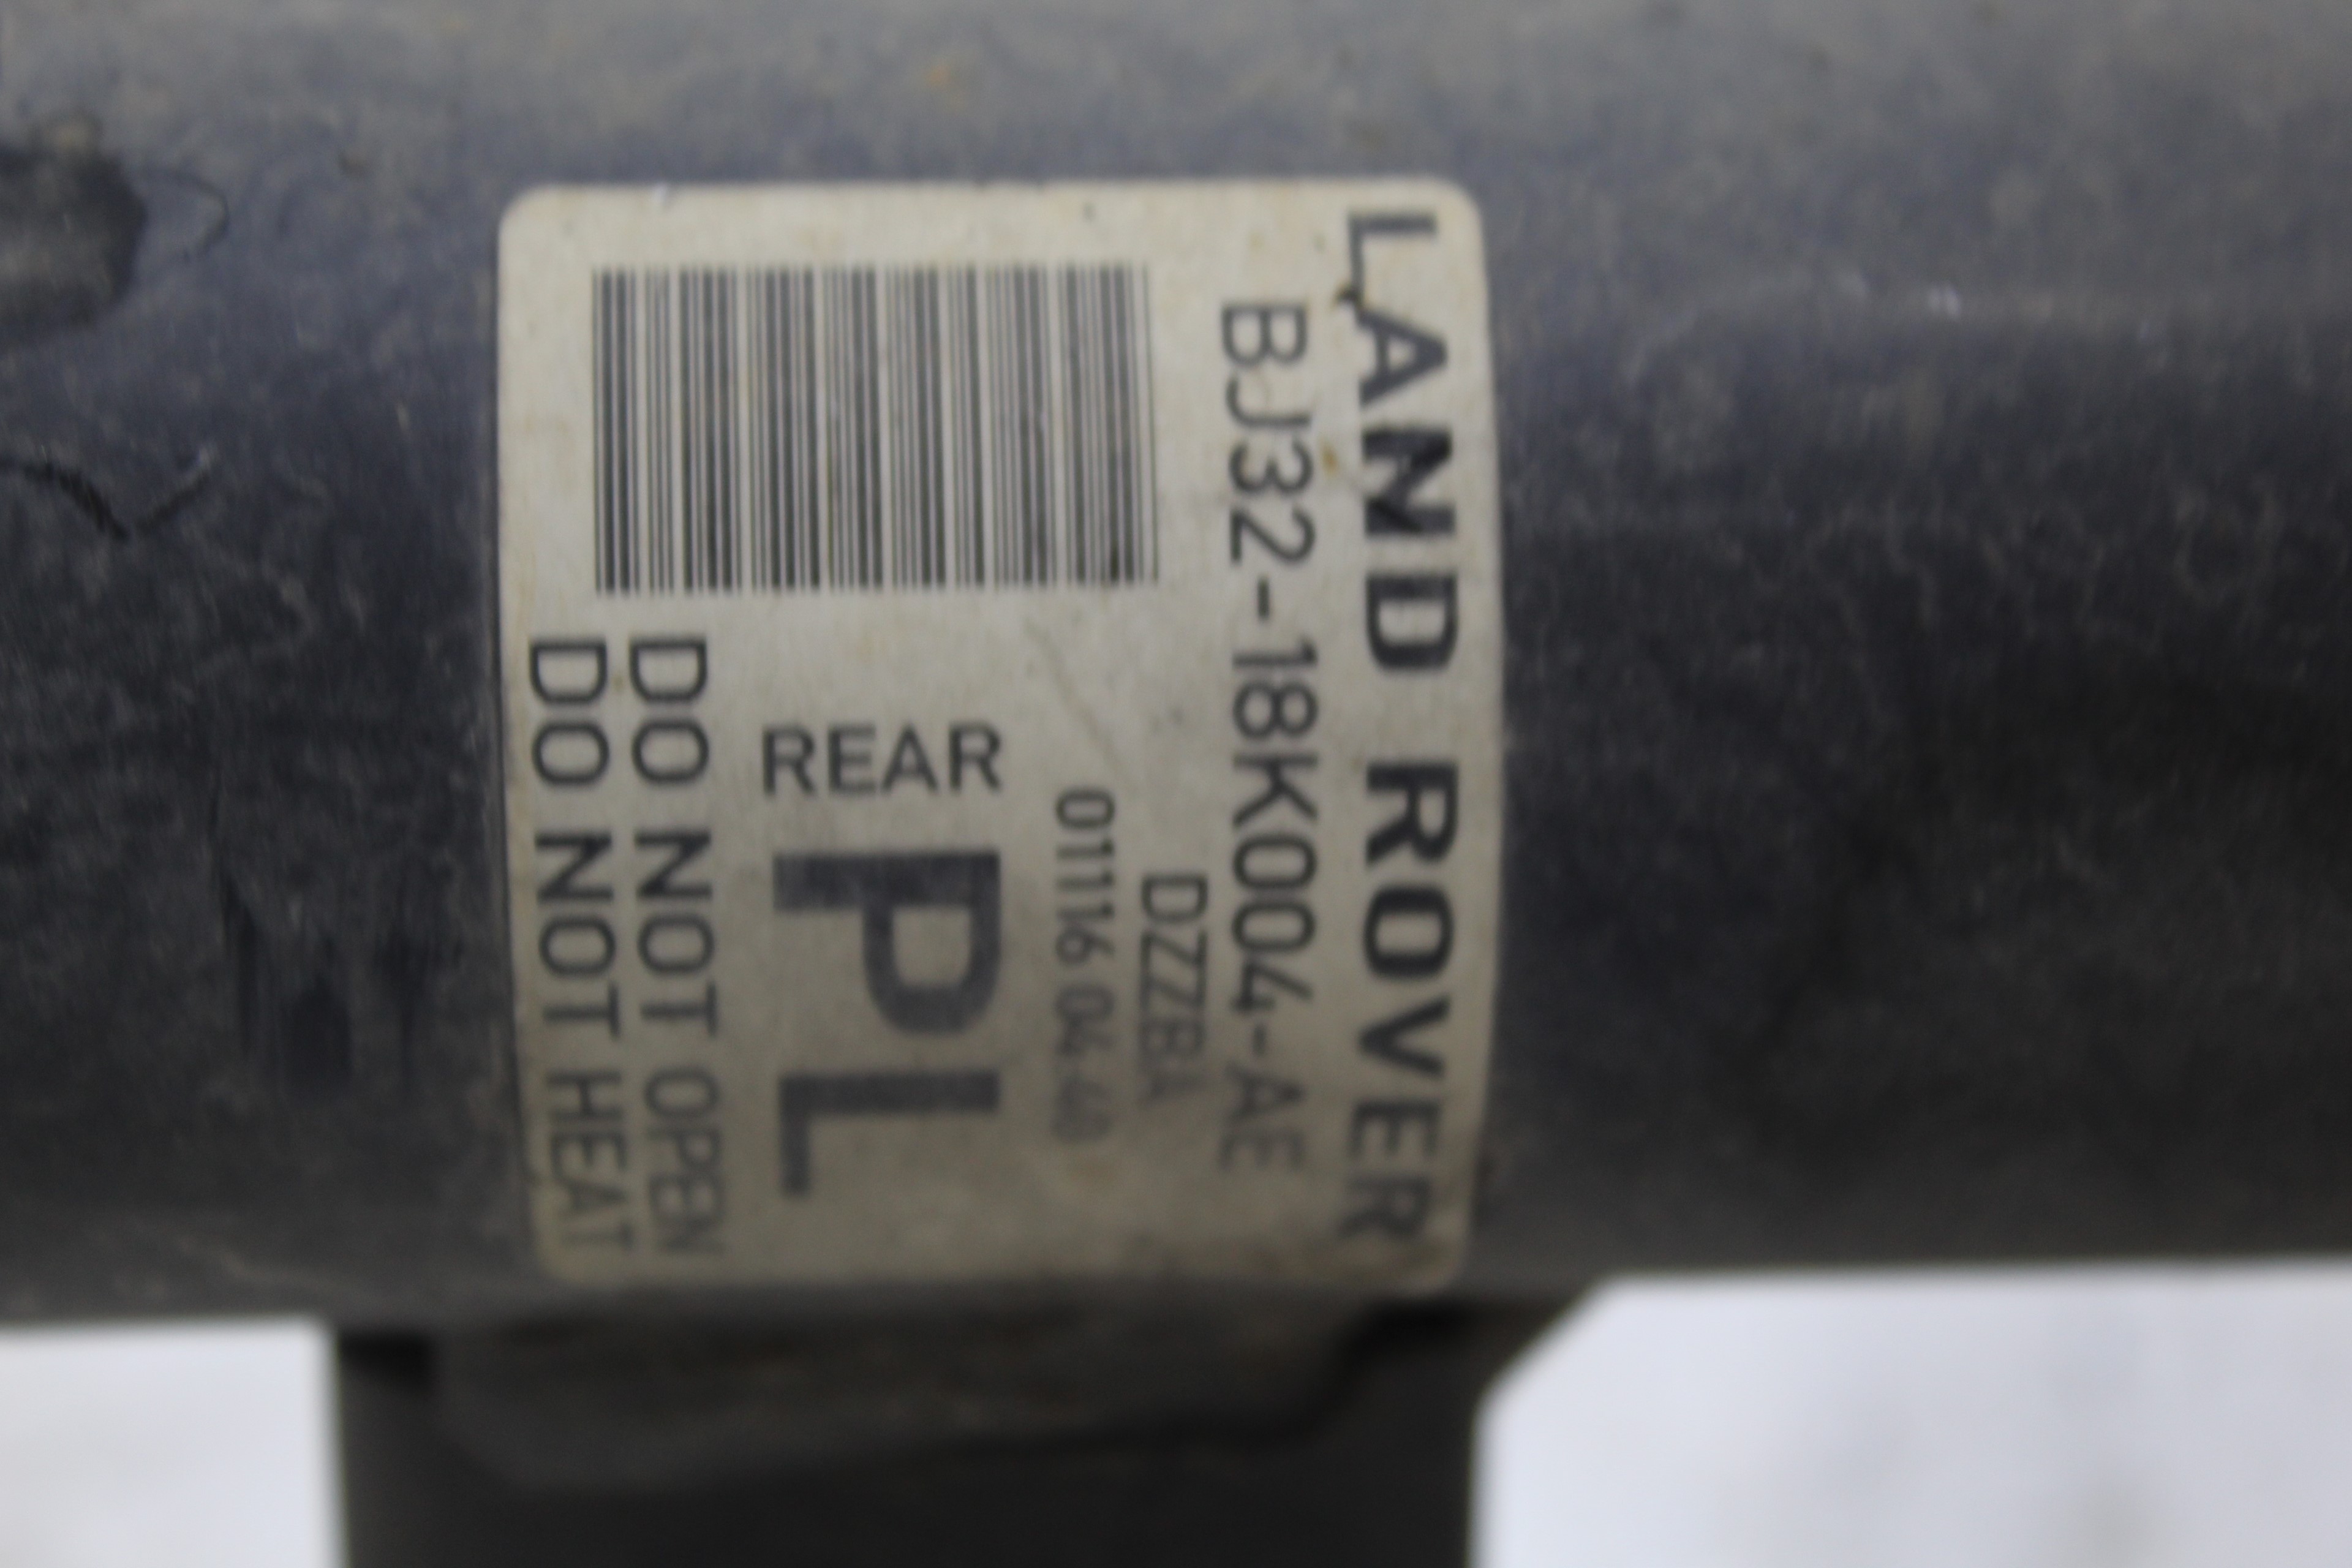 LAND ROVER
BJ32-18K004-AE
DZZBA
01116 04:40
REAR
PL
DO NOT OPEN
DO NOT HEAT